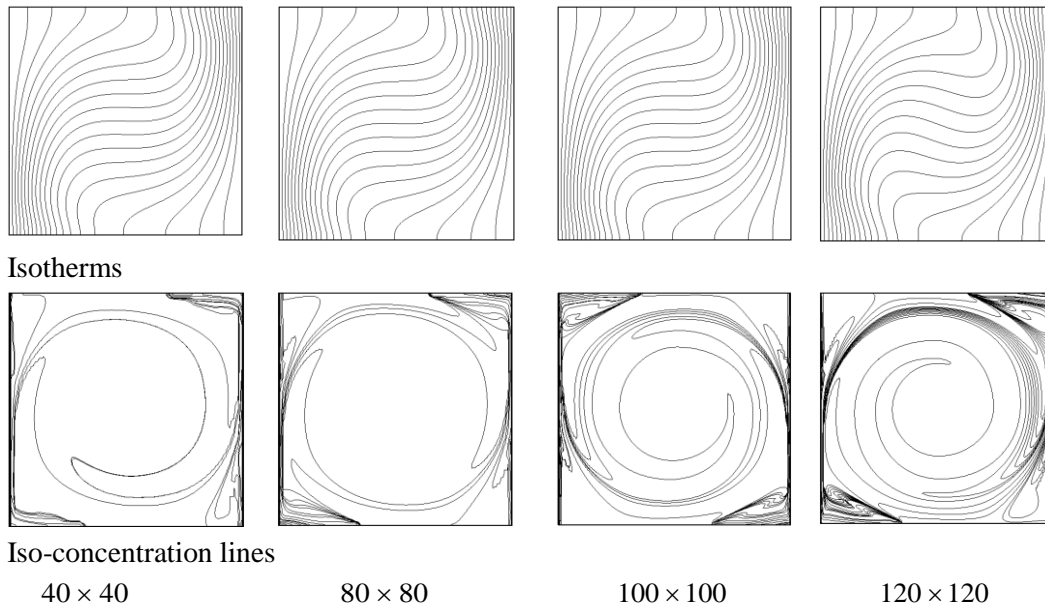 Isotherms
Iso-concentration lines
40 × 40 80 × 80 100 × 100 120 × 120